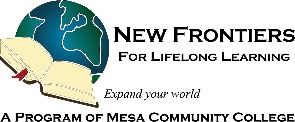 New Frontiers
For Lifelong Learning
Expand your world
A Program of Mesa Community College